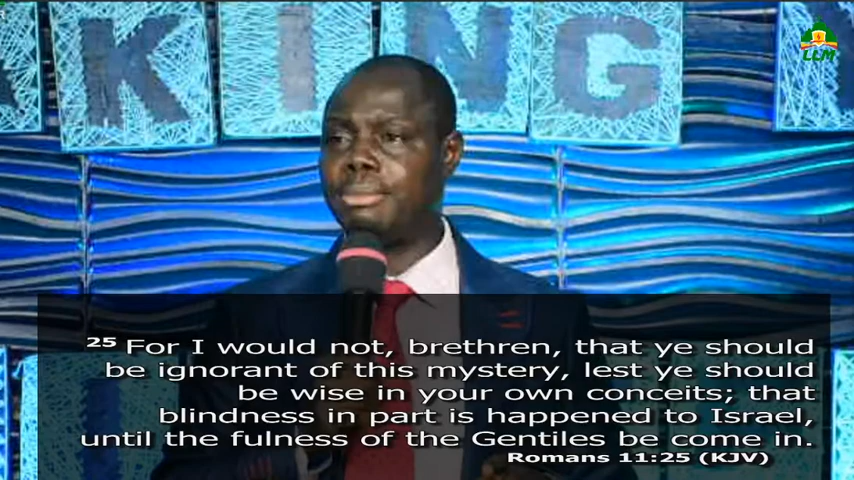 KING
LLM
25 For I would not, brethren, that ye should
be ignorant of this mystery, lest ye should
be wise in your own conceits; that
blindness in part is happened to Israel,
until the fulness of the Gentiles be come in.
Romans 11:25 (KJV)